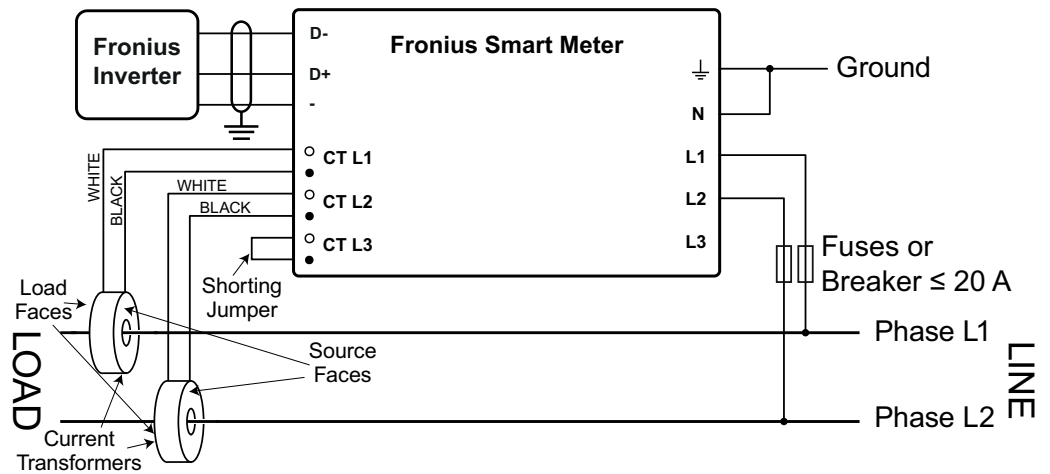 Fronius
Inverter
D-
D+
-
Fronius Smart Meter
Ground
N
WHITE
BLACK
CT L1
L1
WHITE
BLACK
CT L2
L2
CT L3
L3
Shorting
Jumper
Fuses or
Breaker ≤ 20 A
Load
Faces
LOAD
Source
Faces
Phase L1
LINE
Phase L2
Current
Transformers